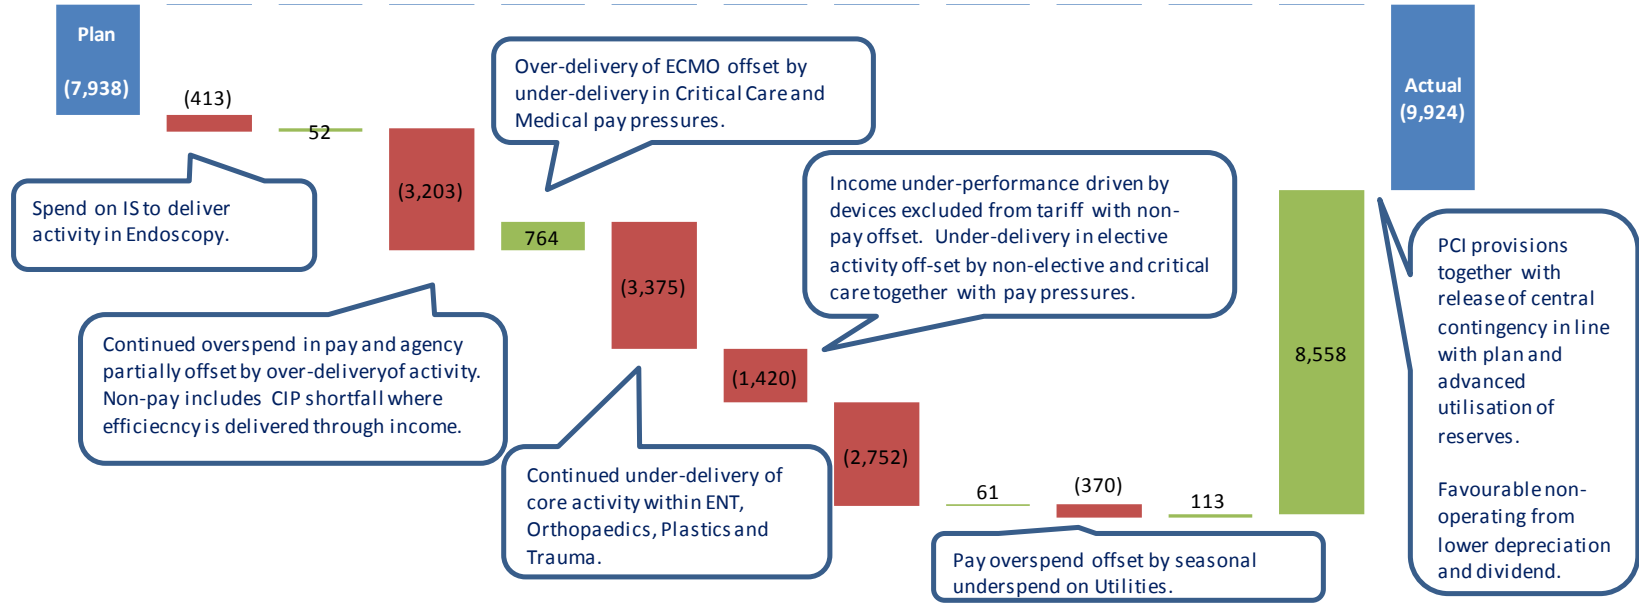 Plan
(7,938)
(413)
52
(3,203)
764
(3,375)
(1,420)
(2,752)
61
(370)
113
8,558
Actual
(9,924)
Spend on IS to deliver
activity in Endoscopy.
Over-delivery of ECMO offset by
under-delivery in Critical Care and
Medical pay pressures.
Continued overspend in pay and agency
partially offset by over-delivery of activity.
Non-pay includes CIP shortfall where
efficiecncy is delivered through income.
Continued under-delivery of
core activity within ENT,
Orthopaedics, Plastics and
Trauma.
Income under-performance driven by
devices excluded from tariff with non-
pay offset. Under-delivery in elective
activity off-set by non-elective and critical
care together with pay pressures.
Pay overspend offset by seasonal
underspend on Utilities.
PCI provisions
together with
release of central
contingency in line
with plan and
advanced
utilisation of
reserves.
Favourable non-
operating from
lower depreciation
and dividend.